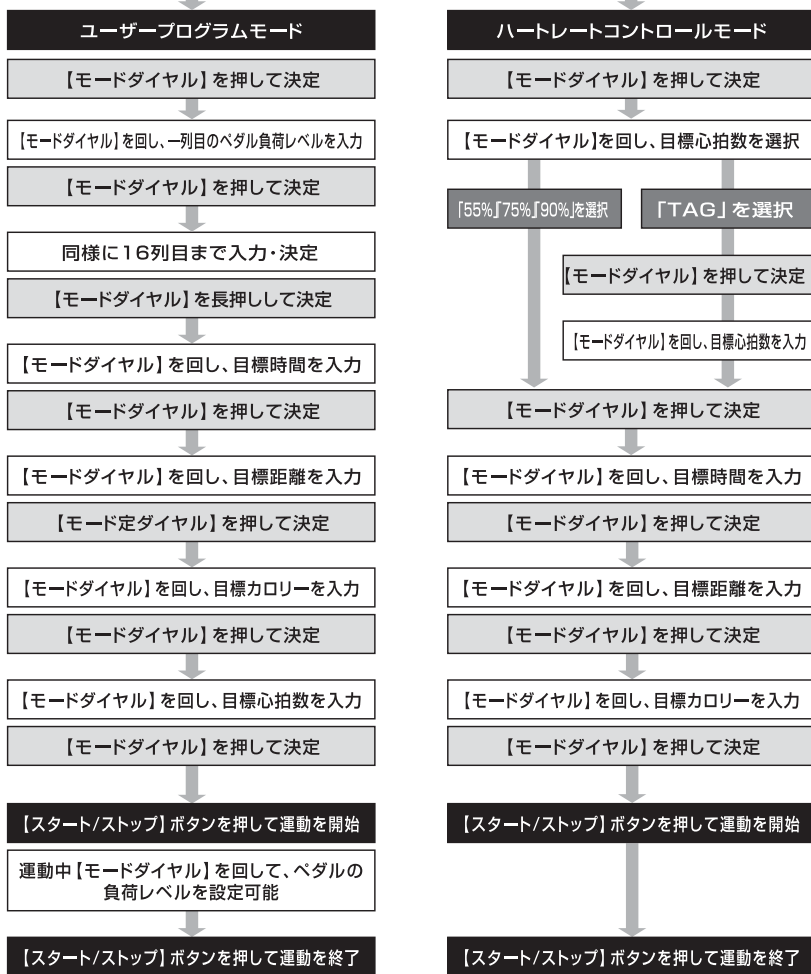 ユーザープログラムモード
【モードダイヤル】を押して決定
【モードダイヤル】を回し、一列目のペダル負荷レベルを入力
【モードダイヤル】を押して決定
同様に16列目まで入力・決定
【モードダイヤル】を長押しして決定
【モードダイヤル】を回し、目標時間を入力
【モードダイヤル】を押して決定
【モードダイヤル】を回し、目標距離を入力
【モード定ダイヤル】を押して決定
【モードダイヤル】を回し、目標カロリーを入力
【モードダイヤル】を押して決定
【モードダイヤル】を回し、目標心拍数を入力
【モードダイヤル】を押して決定
【スタート/ストップ】ボタンを押して運動を開始
運動中【モードダイヤル】を回して、ペダルの
負荷レベルを設定可能
【スタート/ストップ】ボタンを押して運動を終了
ハートレートコントロールモード
【モードダイヤル】を押して決定
【モードダイヤル】を回し、目標心拍数を選択
「55%」「75%」「90%」を選択
「TAG」を選択
【モードダイヤル】を押して決定
【モードダイヤル】を回し、目標心拍数を入力
【モードダイヤル】を押して決定
【モードダイヤル】を回し、目標時間を入力
【モードダイヤル】を押して決定
【モードダイヤル】を回し、目標距離を入力
【モードダイヤル】を押して決定
【モードダイヤル】を回し、目標カロリーを入力
【モードダイヤル】を押して決定
【スタート/ストップ】ボタンを押して運動を開始
【スタート/ストップ】ボタンを押して運動を終了